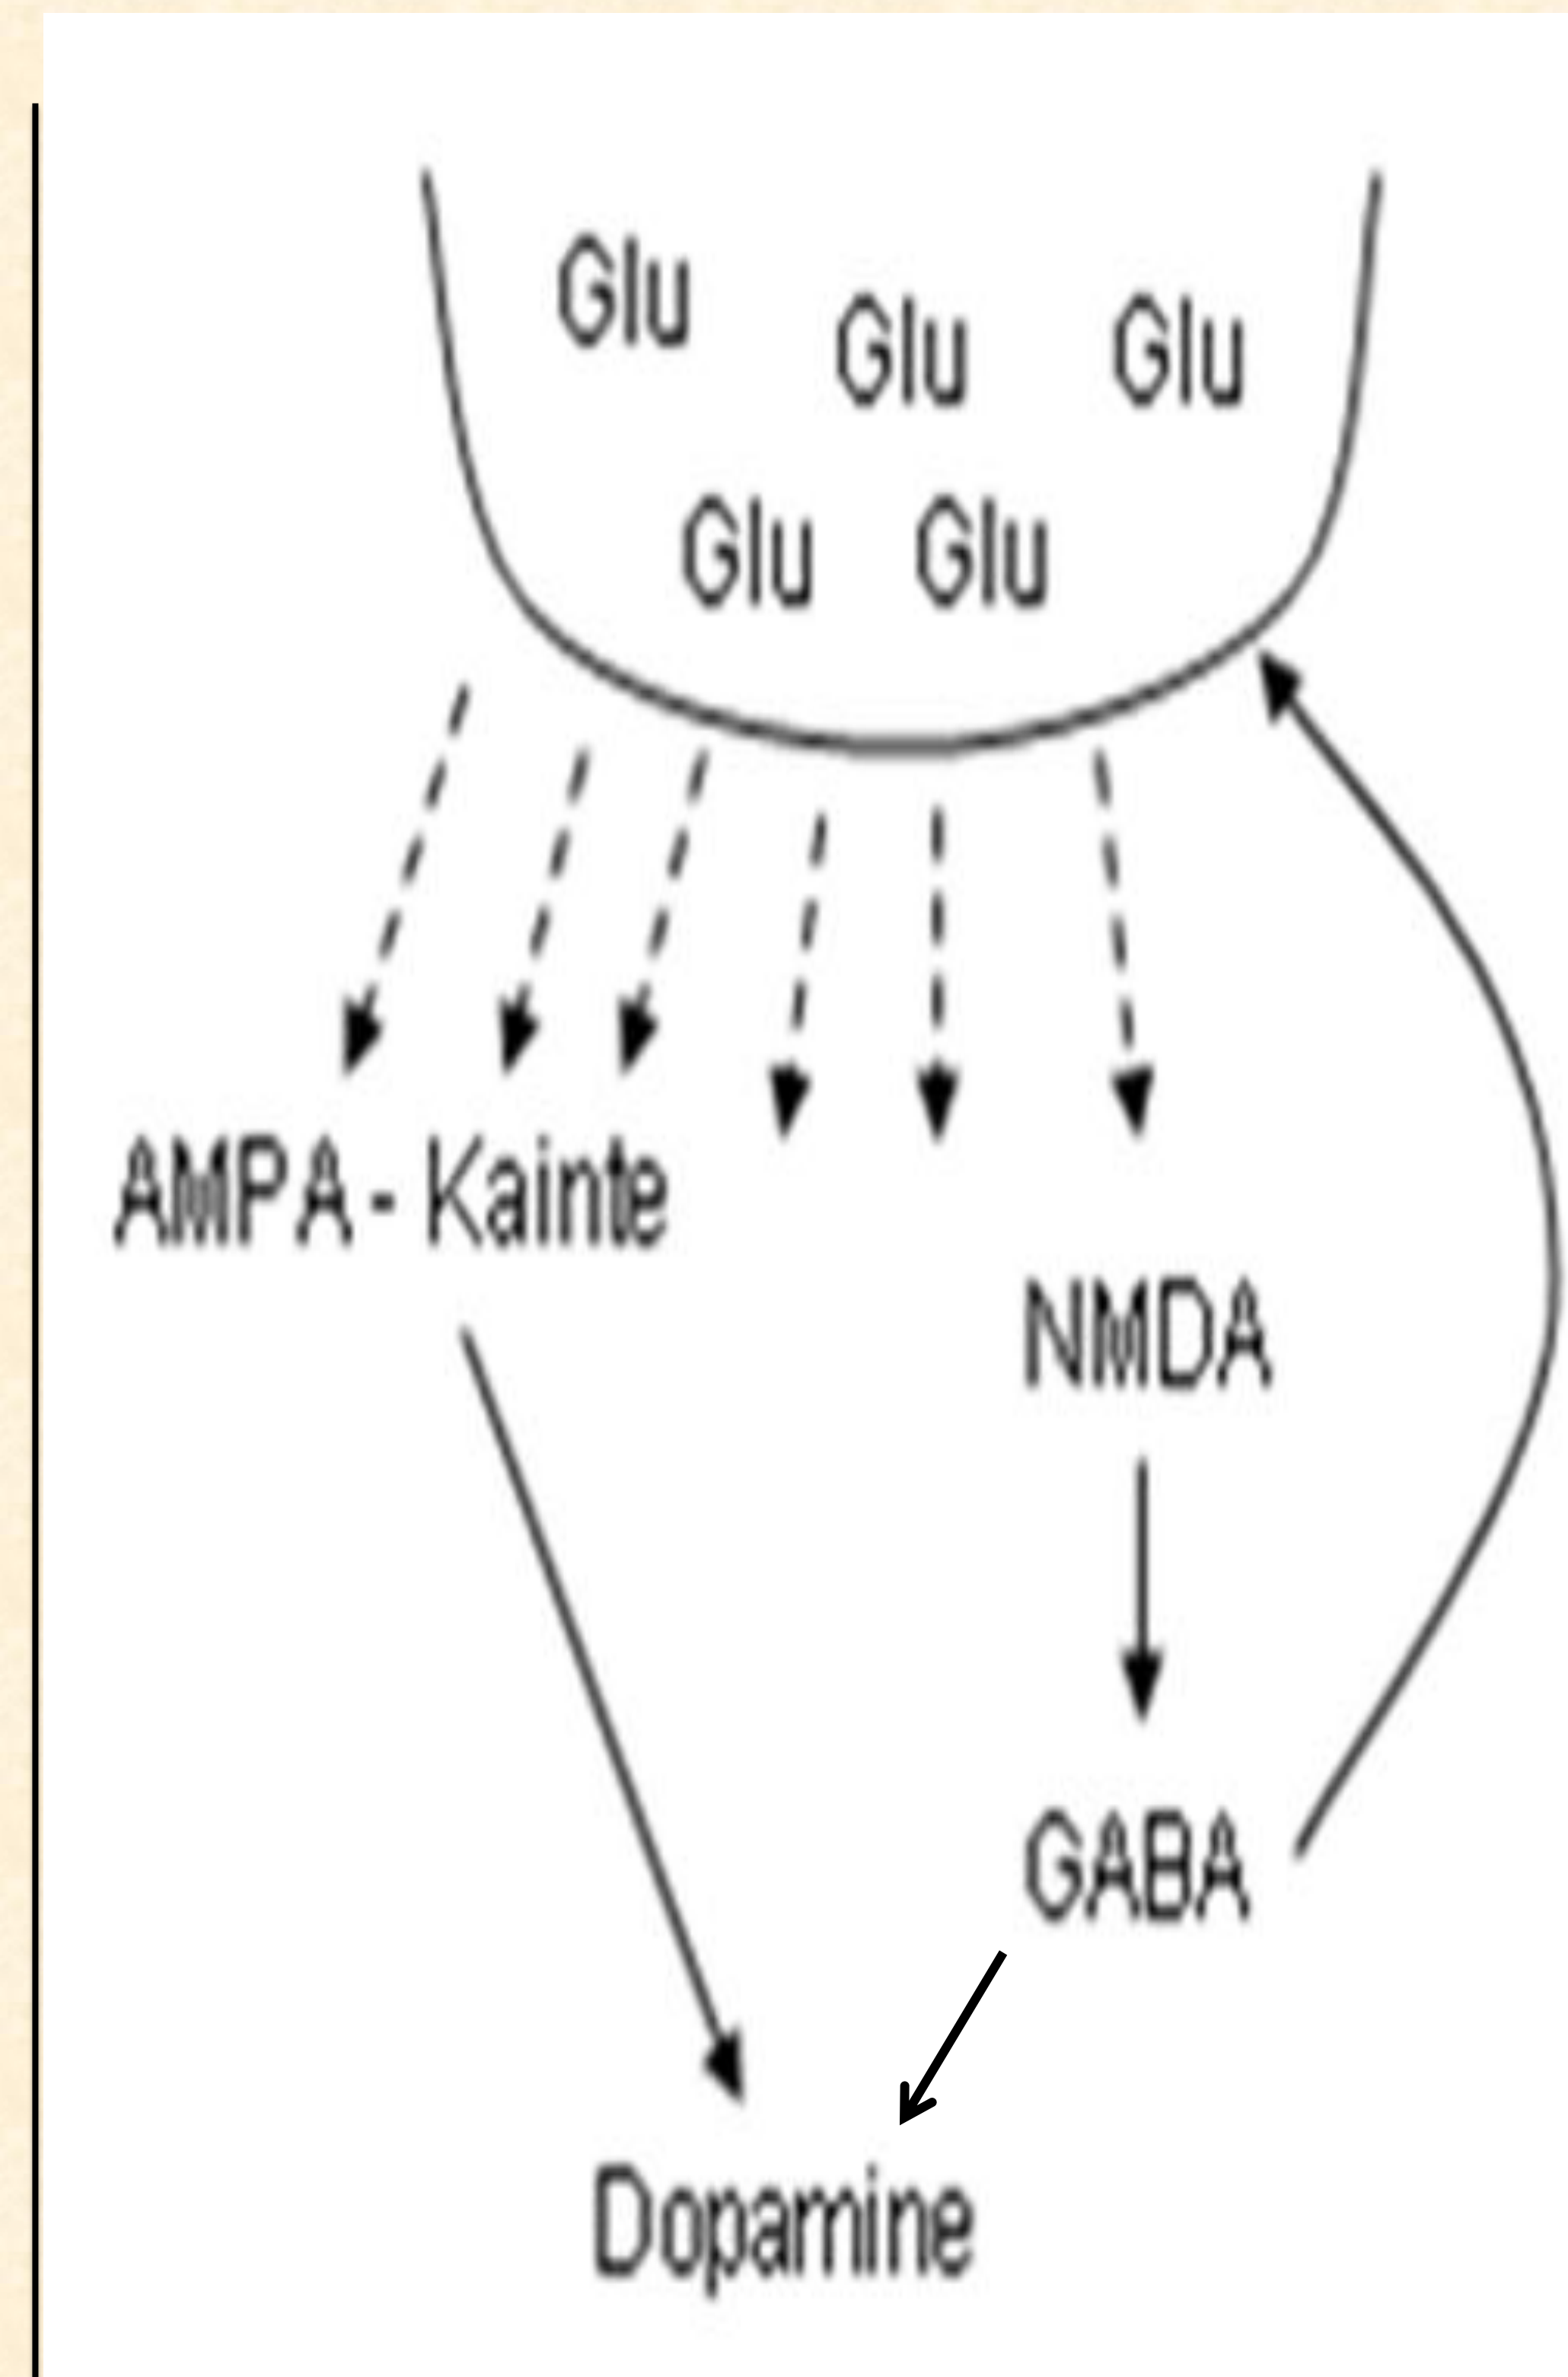 Glu
Glu Glu
Glu Glu
AMPA - Kainte
NMDA
GABA
Dopamine